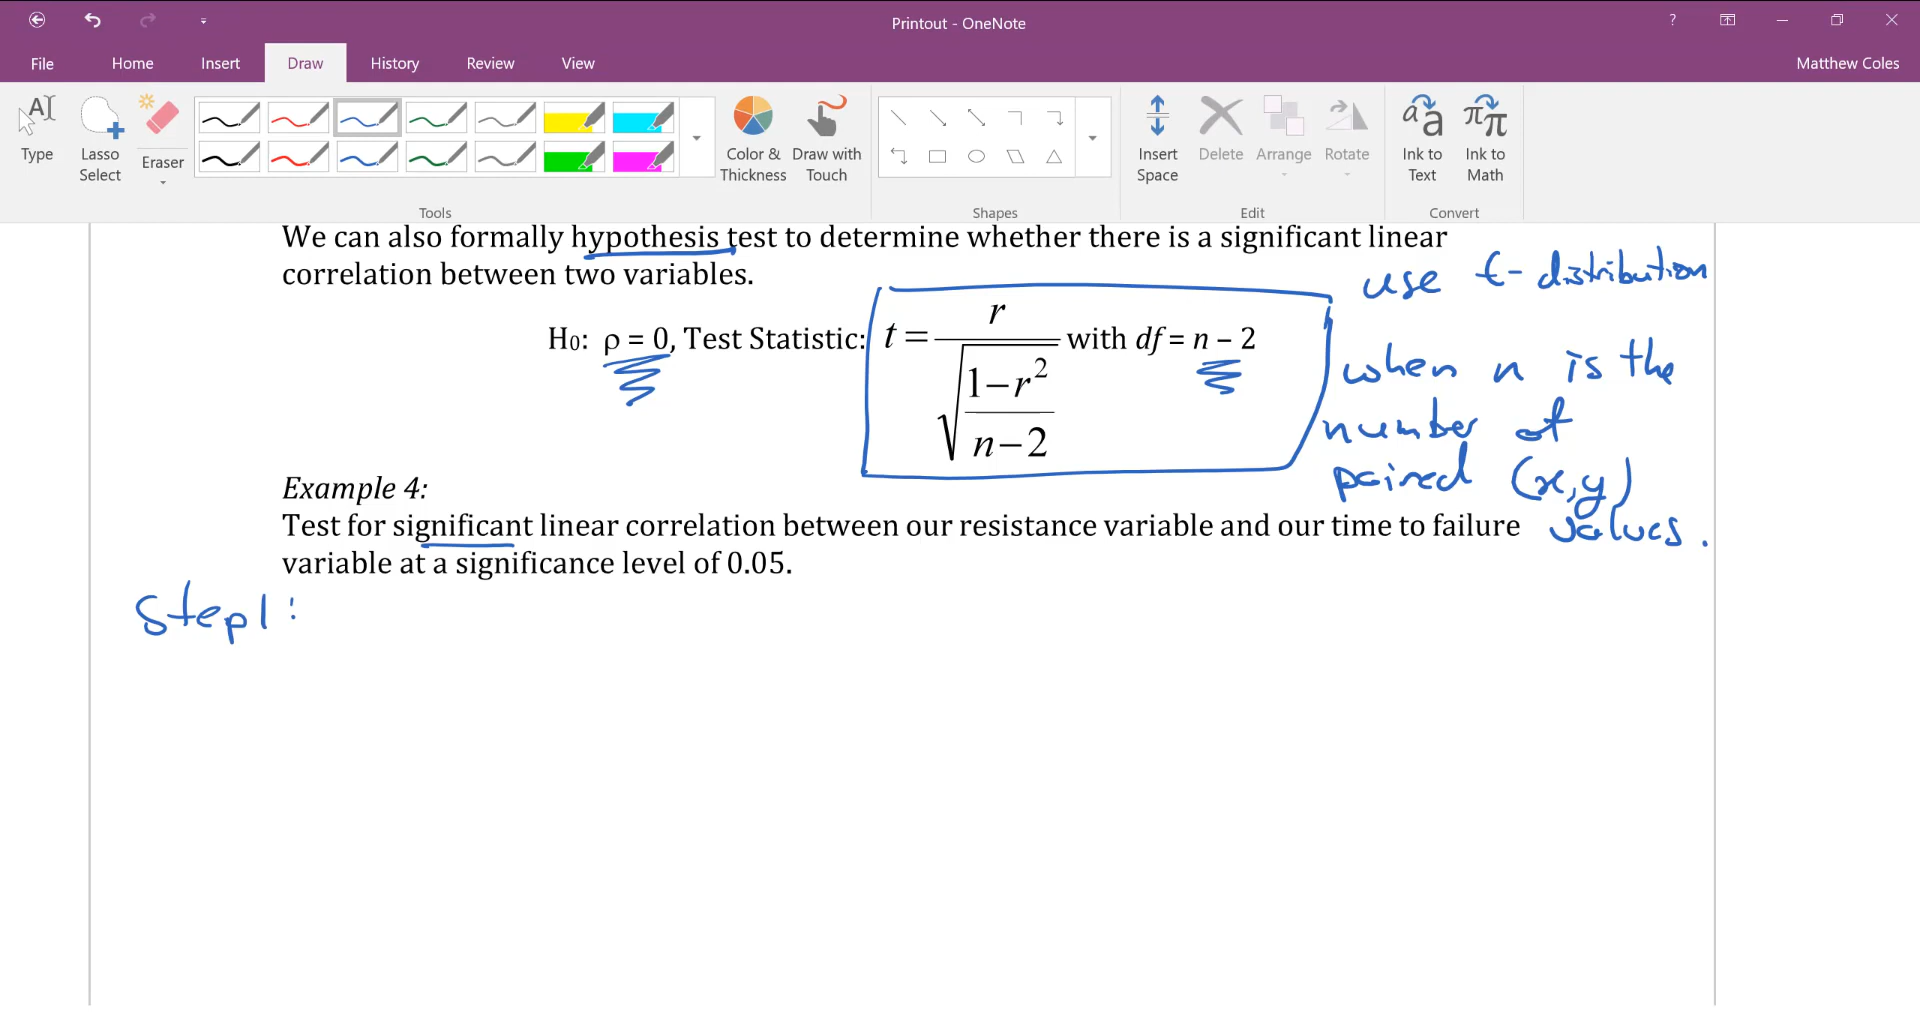 Printout - OneNote
File Home Insert Draw History Review View Matthew Coles
Type Lasso Select Eraser Color & Thickness Draw with Touch Insert Space Delete Arrange Rotate Ink to Text Ink to Math
Tools Shapes Edit Convert
We can also formally hypothesis test to determine whether there is a significant linear
correlation between two variables.
use t-distribution
H0: ρ = 0, Test Statistic: t = r / √((1−r²)/(n−2)) with df = n – 2
when n is the
number of
paired (x,y)
values.
Example 4:
Test for significant linear correlation between our resistance variable and our time to failure
variable at a significance level of 0.05.
Step1: